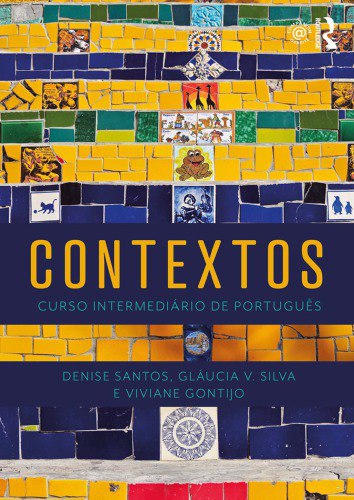 CONTEXTOS
CURSO INTERMEDIÁRIO DE PORTUGUÊS
DENISE SANTOS, GLÁUCIA V. SILVA
E VIVIANE GONTIJO